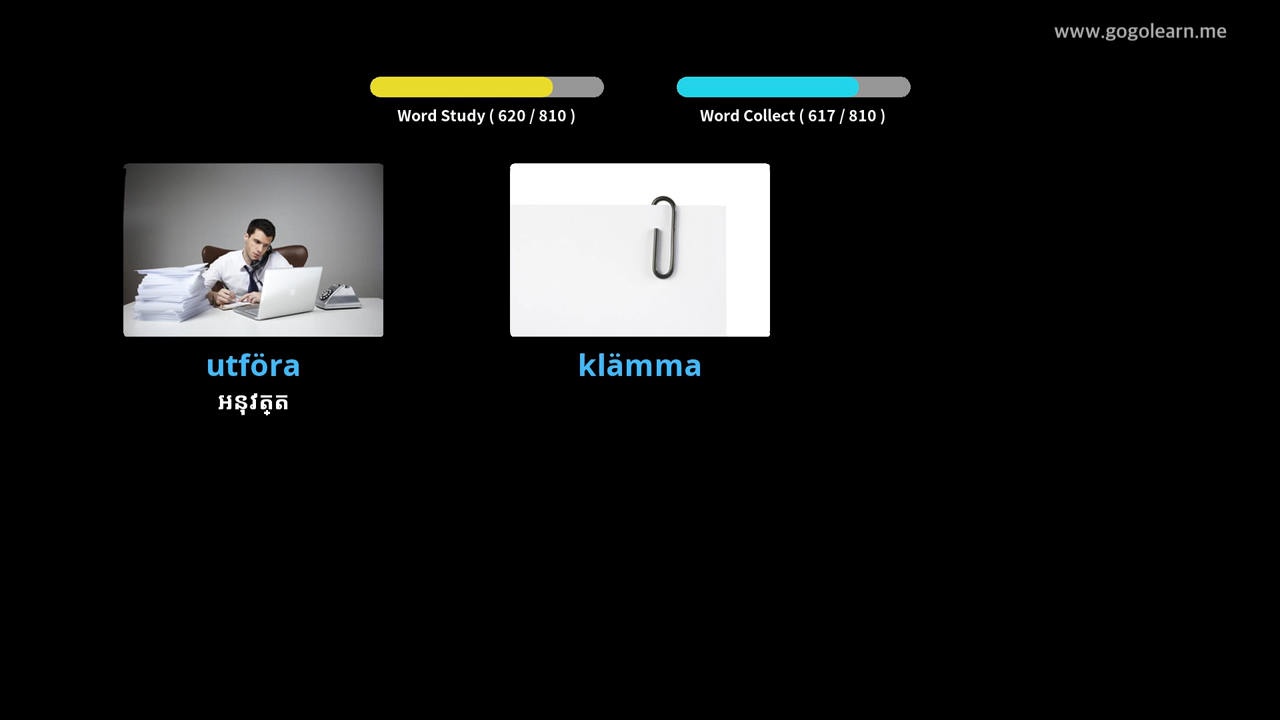 www.gogolearn.me
Word Study ( 620 / 810 )
Word Collect ( 617 / 810 )
utföra
klämma
អនុវត្ត